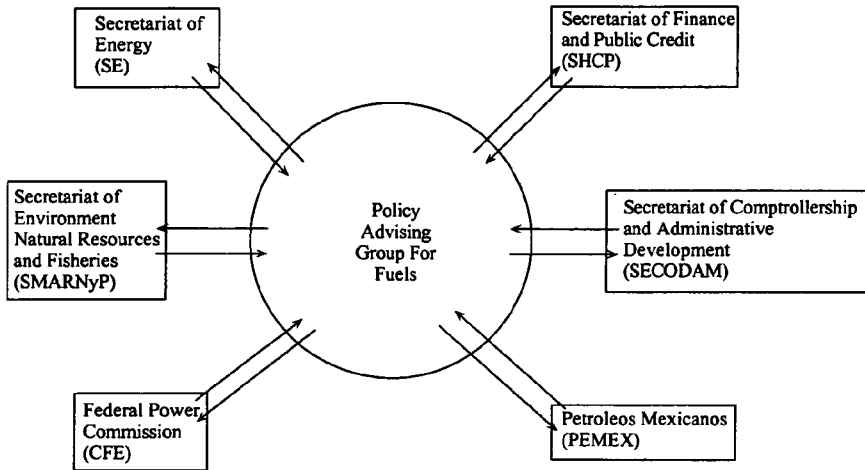 Secretariat of
Energy
(SE)
Secretariat of Finance
and Public Credit
(SHCP)
Secretariat of
Environment
Natural Resources
and Fisheries
(SMARNyP)
Policy
Advising
Group For
Fuels
Secretariat of Comptrollership
and Administrative
Development
(SECODAM)
Federal Power
Commission
(CFE)
Petroleos Mexicanos
(PEMEX)